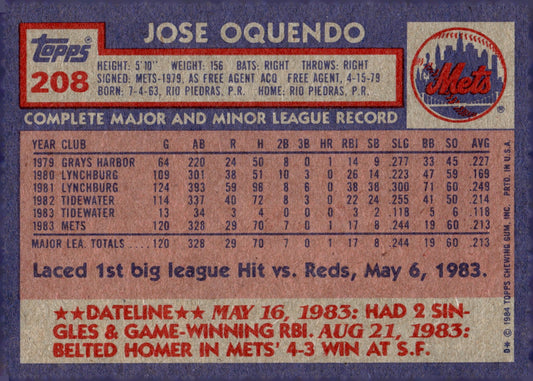 JOSE OQUENDO
Topps
208
HEIGHT: 5'10" WEIGHT: 156 BATS: RIGHT THROWS: RIGHT
SIGNED: METS-1979, AS FREE AGENT ACQ FREE AGENT, 4-15-79
BORN: 7-4-63, RIO PIEDRAS, P.R. HOME: RIO PIEDRAS, P.R.
Mets
®
COMPLETE MAJOR AND MINOR LEAGUE RECORD
YEAR CLUB G AB R H 2B 3B HR RBI SB SLG BB SO AVG
1979 GRAYS HARBOR 64 220 24 50 8 0 0 14 9 .277 33 45 .227
1980 LYNCHBURG 109 301 38 51 10 3 0 26 14 .223 47 59 .169
1981 LYNCHBURG 124 393 59 98 8 6 0 38 38 .300 71 60 .249
1982 TIDEWATER 114 337 40 72 8 3 0 22 24 .255 41 50 .214
1983 TIDEWATER 13 34 3 4 0 0 0 3 2 .118 5 6 .118
1983 METS 120 328 29 70 7 0 1 17 8 .244 19 60 .213
MAJOR LEA. TOTALS 120 328 29 70 7 0 1 17 8 .244 19 60 .213
Laced 1st big league Hit vs. Reds, May 6, 1983.
★★DATELINE★★ MAY 16, 1983: HAD 2 SIN-
GLES & GAME-WINNING RBI. AUG 21, 1983:
BELTED HOMER IN METS' 4-3 WIN AT S.F.
D* © 1984 TOPPS CHEWING GUM, INC. PRTD. IN U.S.A.